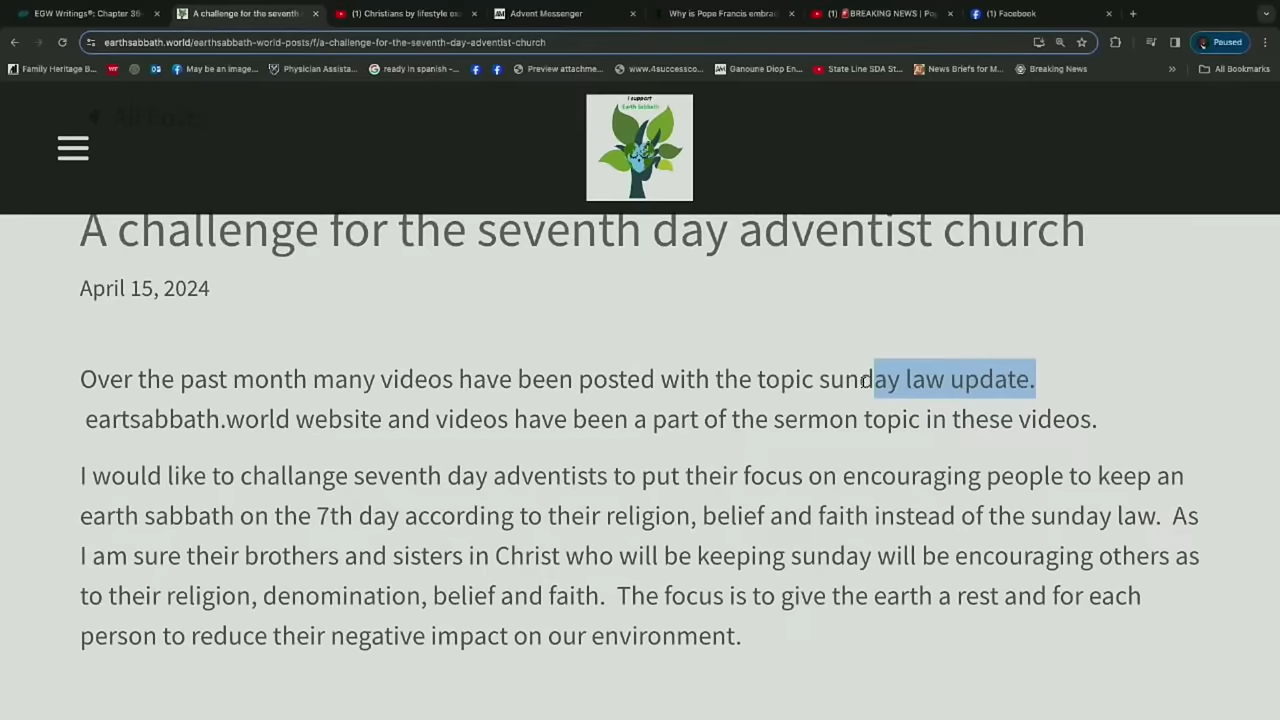 EGW Writings®: Chapter 36-
A challenge for the seventh
(1) Christians by lifestyle ex
Advent Messenger
Why is Pope Francis embra
(1) 🚨BREAKING NEWS | Po
(1) Facebook
earthsabbath.world/earthsabbath-world-posts/f/a-challenge-for-the-seventh-day-adventist-church
Paused
Family Heritage B...
May be an image...
Physician Assista...
ready in spanish -...
Preview attachme...
www.4successco...
Ganoune Diop En...
State Line SDA St...
News Briefs for M...
Breaking News
»
All Bookmarks
I support
Earth Sabbath
All Posts
A challenge for the seventh day adventist church
April 15, 2024
Over the past month many videos have been posted with the topic sunday law update.
eartsabbath.world website and videos have been a part of the sermon topic in these videos.
I would like to challange seventh day adventists to put their focus on encouraging people to keep an
earth sabbath on the 7th day according to their religion, belief and faith instead of the sunday law.  As
I am sure their brothers and sisters in Christ who will be keeping sunday will be encouraging others as
to their religion, denomination, belief and faith.  The focus is to give the earth a rest and for each
person to reduce their negative impact on our environment.